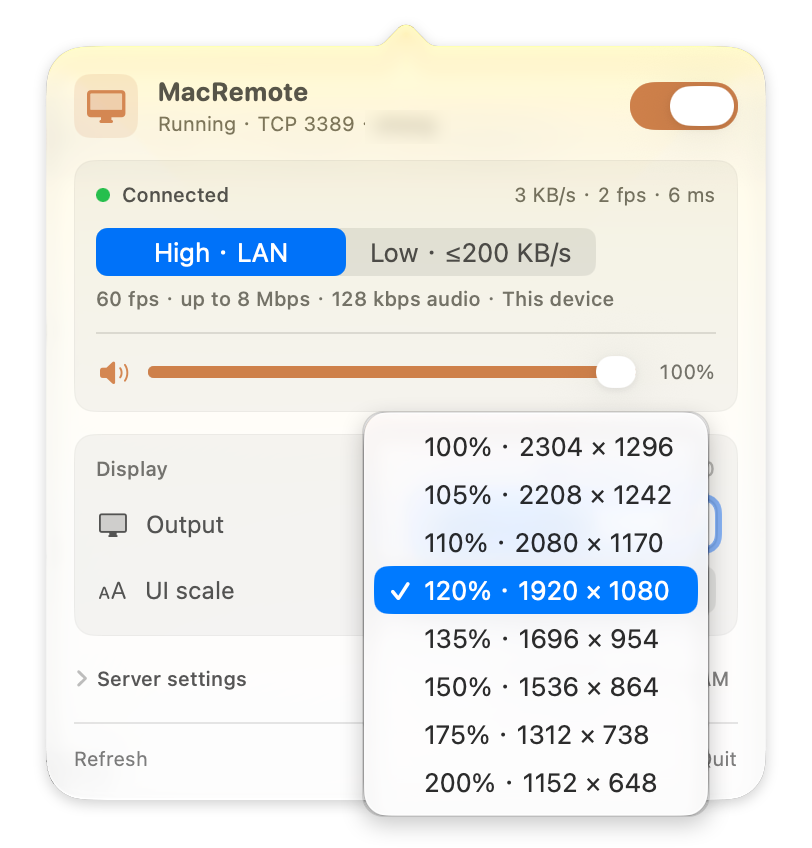 MacRemote
Running · TCP 3389 ·
Connected
3 KB/s · 2 fps · 6 ms
High · LAN
Low · ≤200 KB/s
60 fps · up to 8 Mbps · 128 kbps audio · This device
100%
Display
Output
AA UI scale
100% · 2304 × 1296
105% · 2208 × 1242
110% · 2080 × 1170
✓ 120% · 1920 × 1080
135% · 1696 × 954
150% · 1536 × 864
175% · 1312 × 738
200% · 1152 × 648
Server settings
Refresh